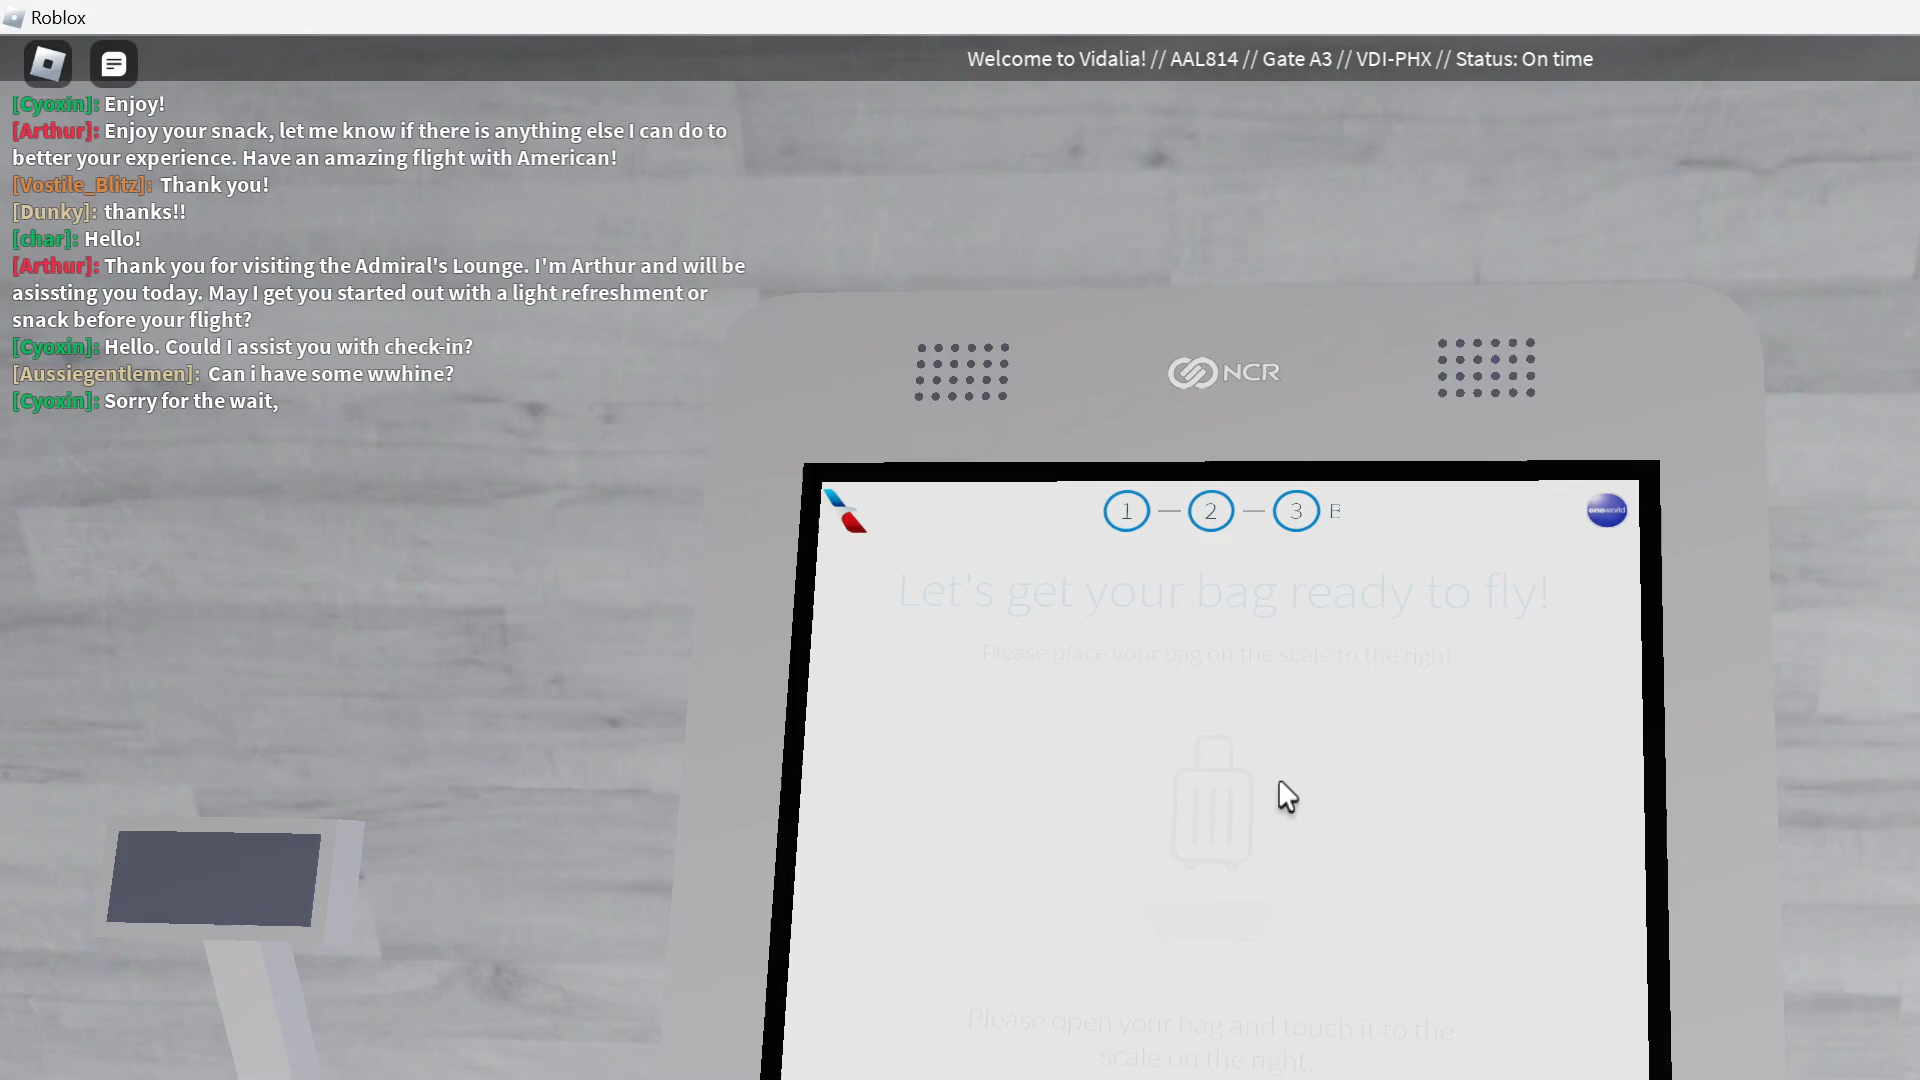 Roblox
Welcome to Vidalia! // AAL814 // Gate A3 // VDI-PHX // Status: On time
[Cyoxin]: Enjoy!
[Arthur]: Enjoy your snack, let me know if there is anything else I can do to
better your experience. Have an amazing flight with American!
[Vostile_Blitz]: Thank you!
[Dunky]: thanks!!
[char]: Hello!
[Arthur]: Thank you for visiting the Admiral's Lounge. I'm Arthur and will be
asissting you today. May I get you started out with a light refreshment or
snack before your flight?
[Cyoxin]: Hello. Could I assist you with check-in?
[Aussiegentlemen]: Can i have some wwhine?
[Cyoxin]: Sorry for the wait,
NCR
1 — 2 — 3 B
oneworld
Let's get your bag ready to fly!
Please place your bag on the scale to the right.
Please open your bag and touch it to the
scale on the right.